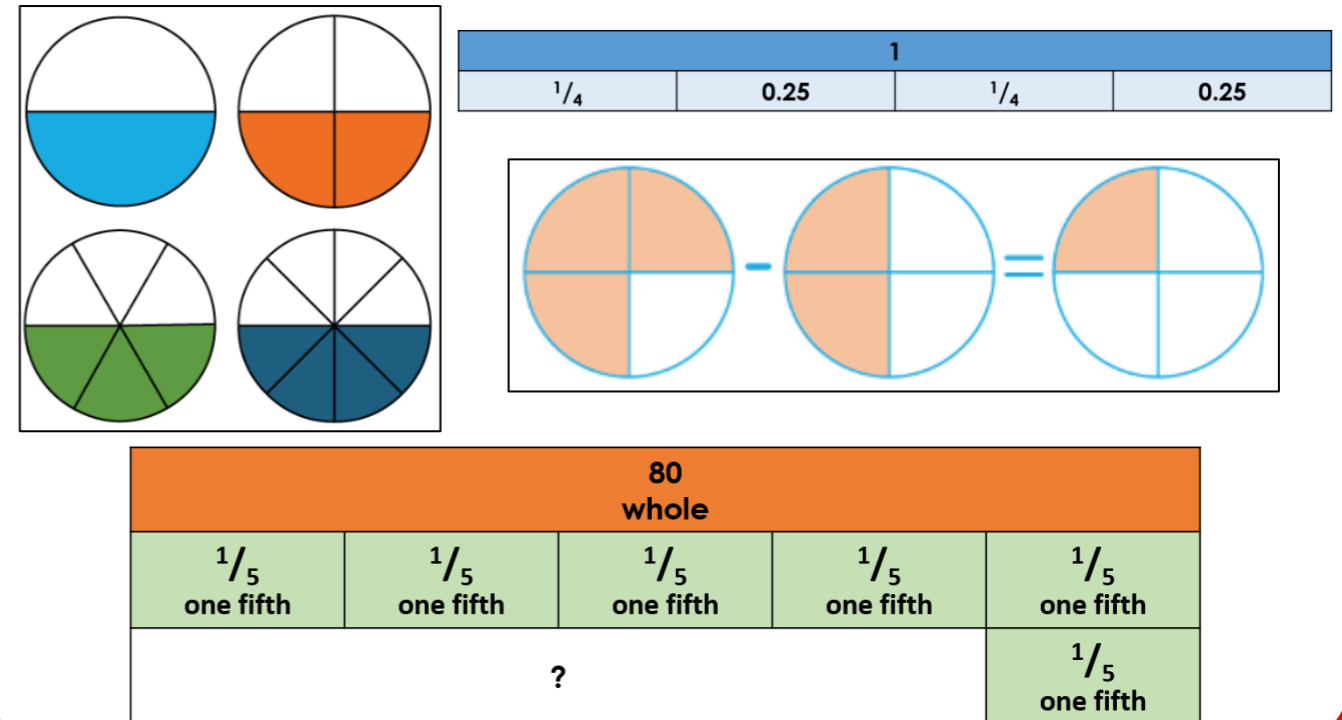 1
1/4 0.25 1/4 0.25
- =
80
whole
1/5 1/5 1/5 1/5 1/5
one fifth one fifth one fifth one fifth one fifth
? 1/5
one fifth